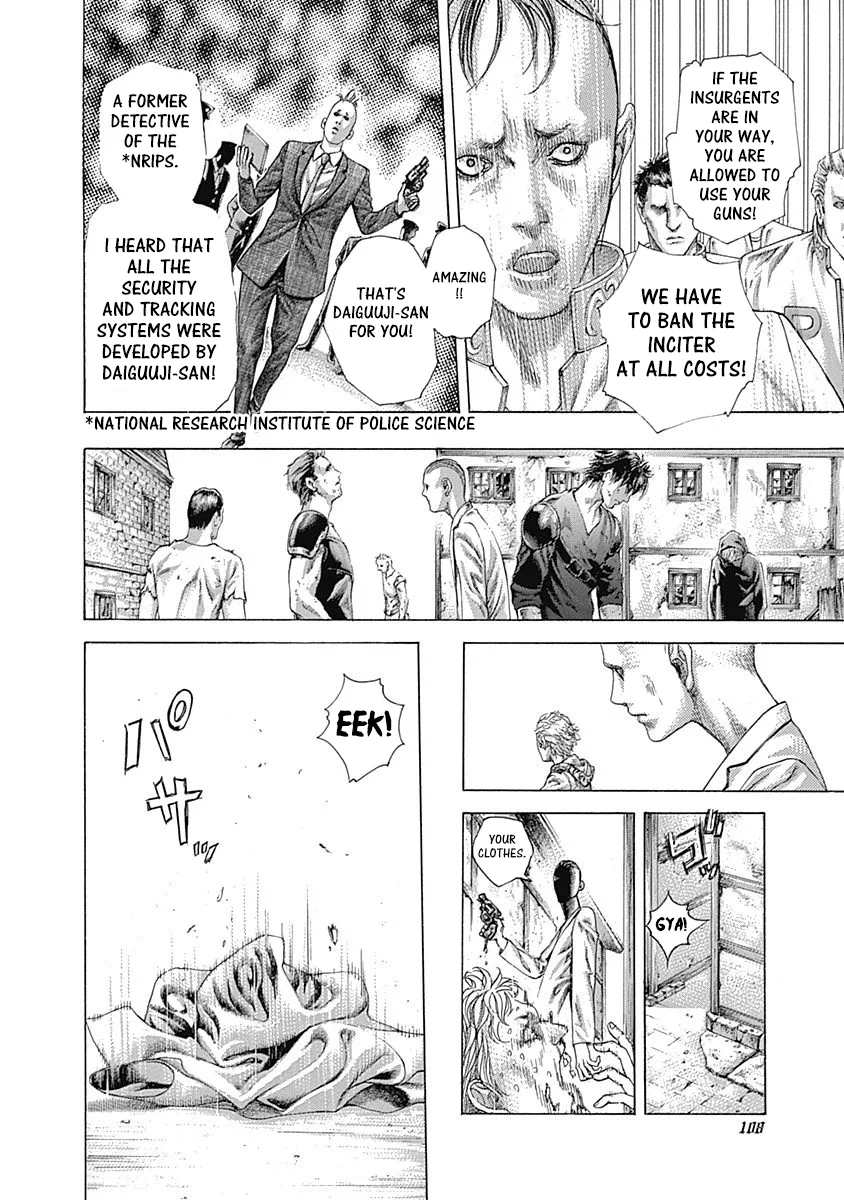 IF THE
INSURGENTS
ARE IN
YOUR WAY,
YOU ARE
ALLOWED TO
USE YOUR
GUNS!
WE HAVE
TO BAN THE
INCITER
AT ALL COSTS!
AMAZING
!!
THAT'S
DAIGUUJI-SAN
FOR YOU!
A FORMER
DETECTIVE
OF THE
*NRIPS.
I HEARD THAT
ALL THE
SECURITY
AND TRACKING
SYSTEMS WERE
DEVELOPED BY
DAIGUUJI-SAN!
*NATIONAL RESEARCH INSTITUTE OF POLICE SCIENCE
GYA!
YOUR
CLOTHES.
EEK!
パサッ
108